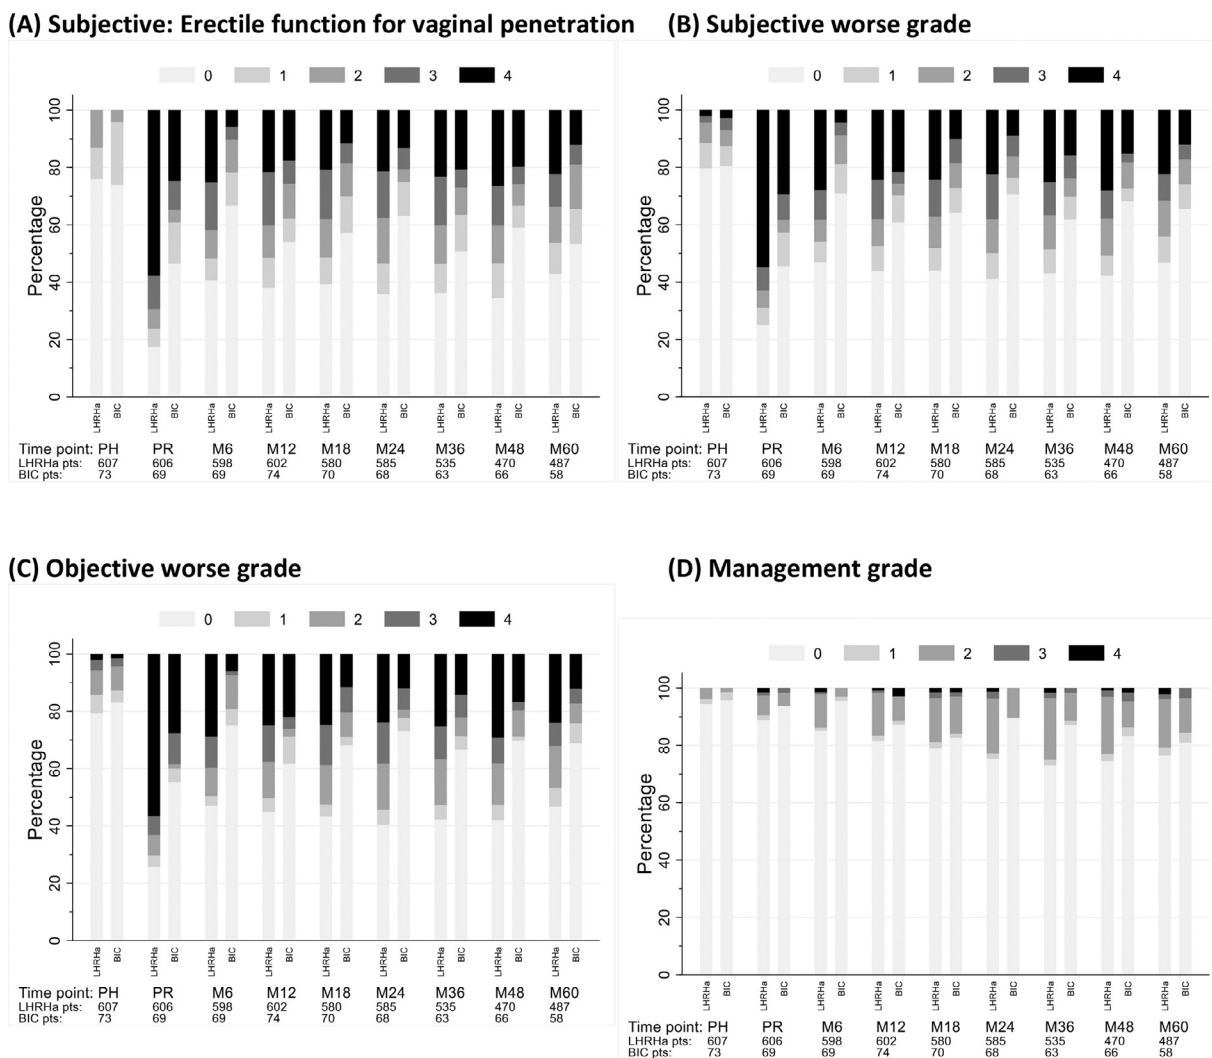 (A) Subjective: Erectile function for vaginal penetration
0 1 2 3 4
Percentage
100
80
60
40
20
0
LHRHa BIC LHRHa BIC LHRHa BIC LHRHa BIC LHRHa BIC LHRHa BIC LHRHa BIC LHRHa BIC LHRHa BIC
Time point: PH PR M6 M12 M18 M24 M36 M48 M60
LHRHa pts: 607 606 598 602 580 585 535 470 487
BIC pts: 73 69 69 74 70 68 63 66 58
(B) Subjective worse grade
0 1 2 3 4
Percentage
100
80
60
40
20
0
LHRHa BIC LHRHa BIC LHRHa BIC LHRHa BIC LHRHa BIC LHRHa BIC LHRHa BIC LHRHa BIC LHRHa BIC
Time point: PH PR M6 M12 M18 M24 M36 M48 M60
LHRHa pts: 607 606 598 602 580 585 535 470 487
BIC pts: 73 69 69 74 70 68 63 66 58
(C) Objective worse grade
0 1 2 3 4
Percentage
100
80
60
40
20
0
LHRHa BIC LHRHa BIC LHRHa BIC LHRHa BIC LHRHa BIC LHRHa BIC LHRHa BIC LHRHa BIC LHRHa BIC
Time point: PH PR M6 M12 M18 M24 M36 M48 M60
LHRHa pts: 607 606 598 602 580 585 535 470 487
BIC pts: 73 69 69 74 70 68 63 66 58
(D) Management grade
0 1 2 3 4
Percentage
100
80
60
40
20
0
LHRHa BIC LHRHa BIC LHRHa BIC LHRHa BIC LHRHa BIC LHRHa BIC LHRHa BIC LHRHa BIC LHRHa BIC
Time point: PH PR M6 M12 M18 M24 M36 M48 M60
LHRHa pts: 607 606 598 602 580 585 535 470 487
BIC pts: 73 69 69 74 70 68 63 66 58